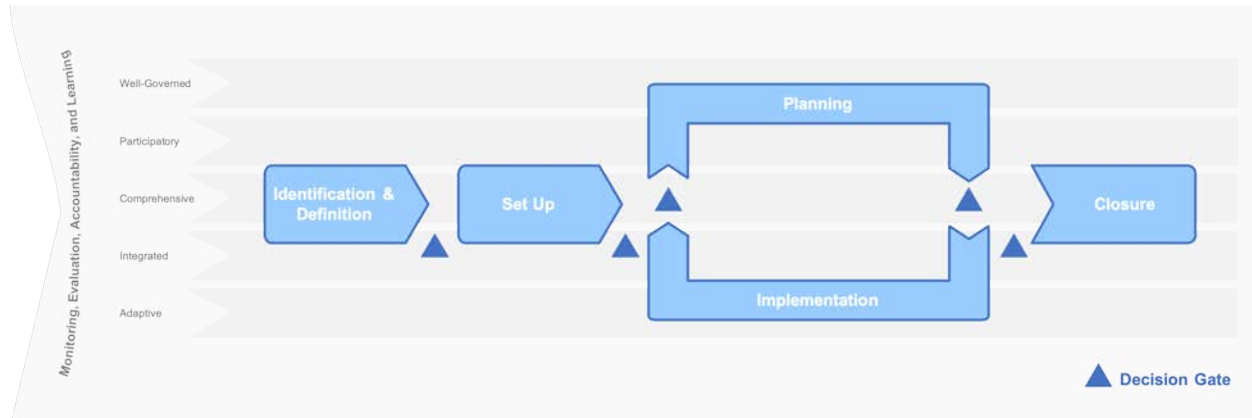 Monitoring, Evaluation, Accountability, and Learning
Well-Governed
Participatory
Comprehensive
Integrated
Adaptive
Identification &
Definition
Set Up
Planning
Implementation
Closure
Decision Gate